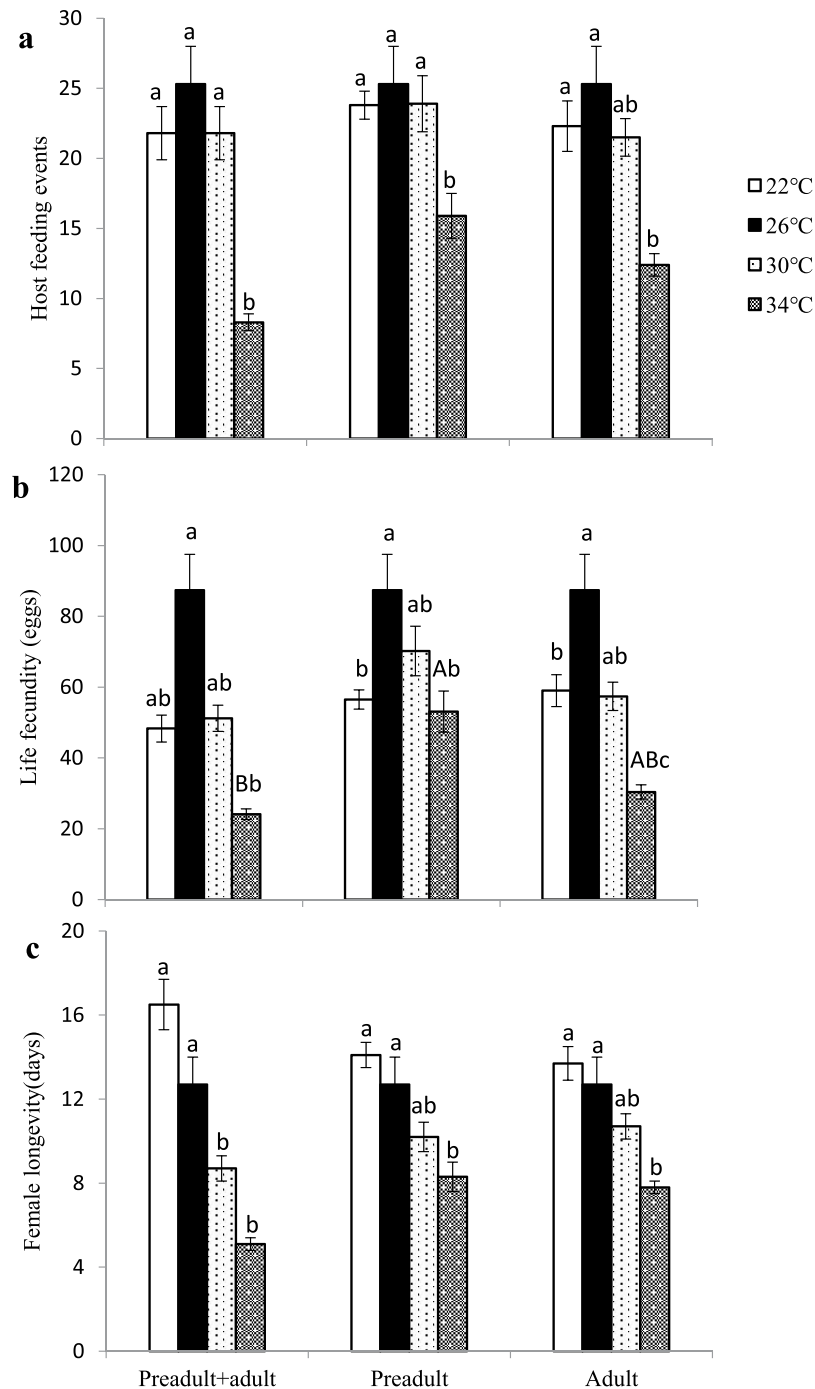 a
Host feeding events
30
25
20
15
10
5
0
a a a b
a a a b
a a ab b
22°C
26°C
30°C
34°C
b
Life fecundity (eggs)
120
100
80
60
40
20
0
ab a ab Bb
b a ab Ab
b a ab ABc
c
Female longevity(days)
20
16
12
8
4
0
a a b b
a a ab b
a a ab b
Preadult+adult Preadult Adult